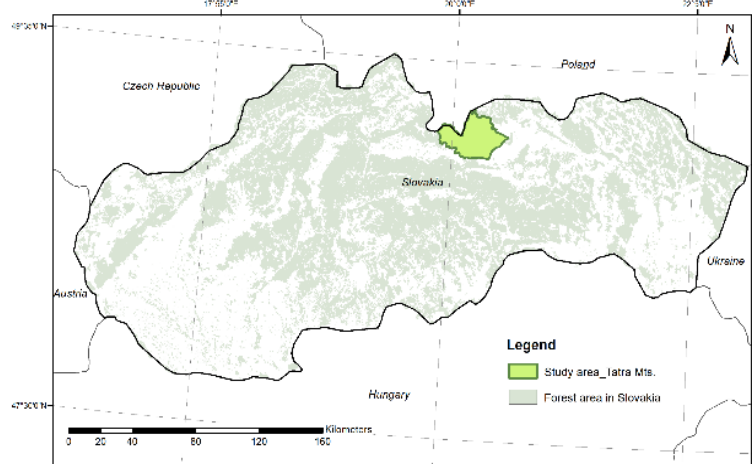 N
Poland
Czech Republic
Slovakia
Ukraine
Austria
Legend
Study area_Tatra Mts.
Forest area in Slovakia
Hungary
Kilometers
0 20 40 80 120 160